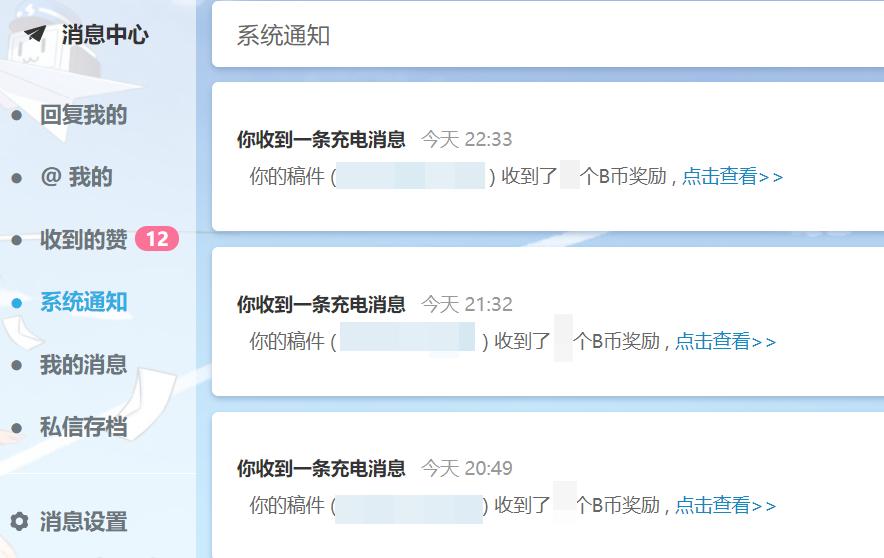 消息中心
回复我的
@ 我的
收到的赞 12
系统通知
我的消息
私信存档
消息设置
系统通知
你收到一条充电消息 今天 22:33
你的稿件 ( ) 收到了 个B币奖励 , 点击查看>>
你收到一条充电消息 今天 21:32
你的稿件 ( ) 收到了 个B币奖励 , 点击查看>>
你收到一条充电消息 今天 20:49
你的稿件 ( ) 收到了 个B币奖励 , 点击查看>>